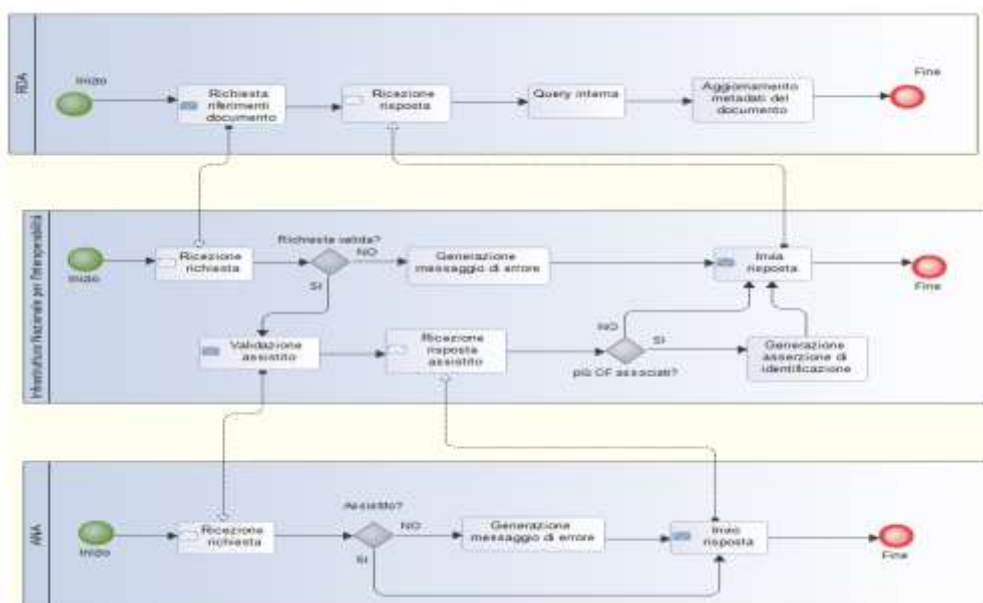 RDA
Inizio
Richiesta
riferimenti
documento
Ricezione
risposta
Query interna
Aggiornamento
metadati del
documento
Fine
Infrastruttura Nazionale per l'Interoperabilità
Inizio
Ricezione
richiesta
Richiesta valida?
NO
SI
Generazione
messaggio di errore
Invia
risposta
Fine
Validazione
assistito
Ricezione
risposta
assistito
NO
SI
più CF associati?
Generazione
asserzione di
identificazione
ANA
Inizio
Ricezione
richiesta
Assistito?
NO
SI
Generazione
messaggio di errore
Invio
risposta
Fine